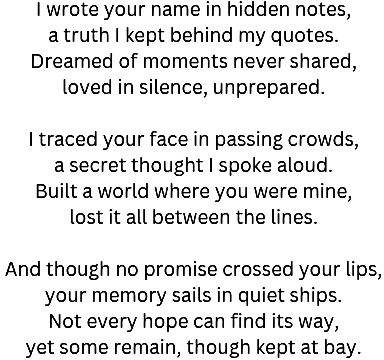 I wrote your name in hidden notes,
a truth I kept behind my quotes.
Dreamed of moments never shared,
loved in silence, unprepared.

I traced your face in passing crowds,
a secret thought I spoke aloud.
Built a world where you were mine,
lost it all between the lines.

And though no promise crossed your lips,
your memory sails in quiet ships.
Not every hope can find its way,
yet some remain, though kept at bay.